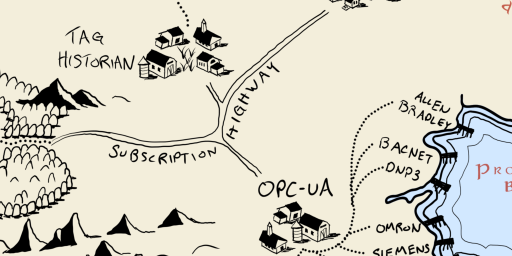 TAG
HISTORIAN
HIGHWAY
SUBSCRIPTION
ALLEN
BRADLEY
BACNET
DNP3
OPC-UA
OMRON
SIEMENS